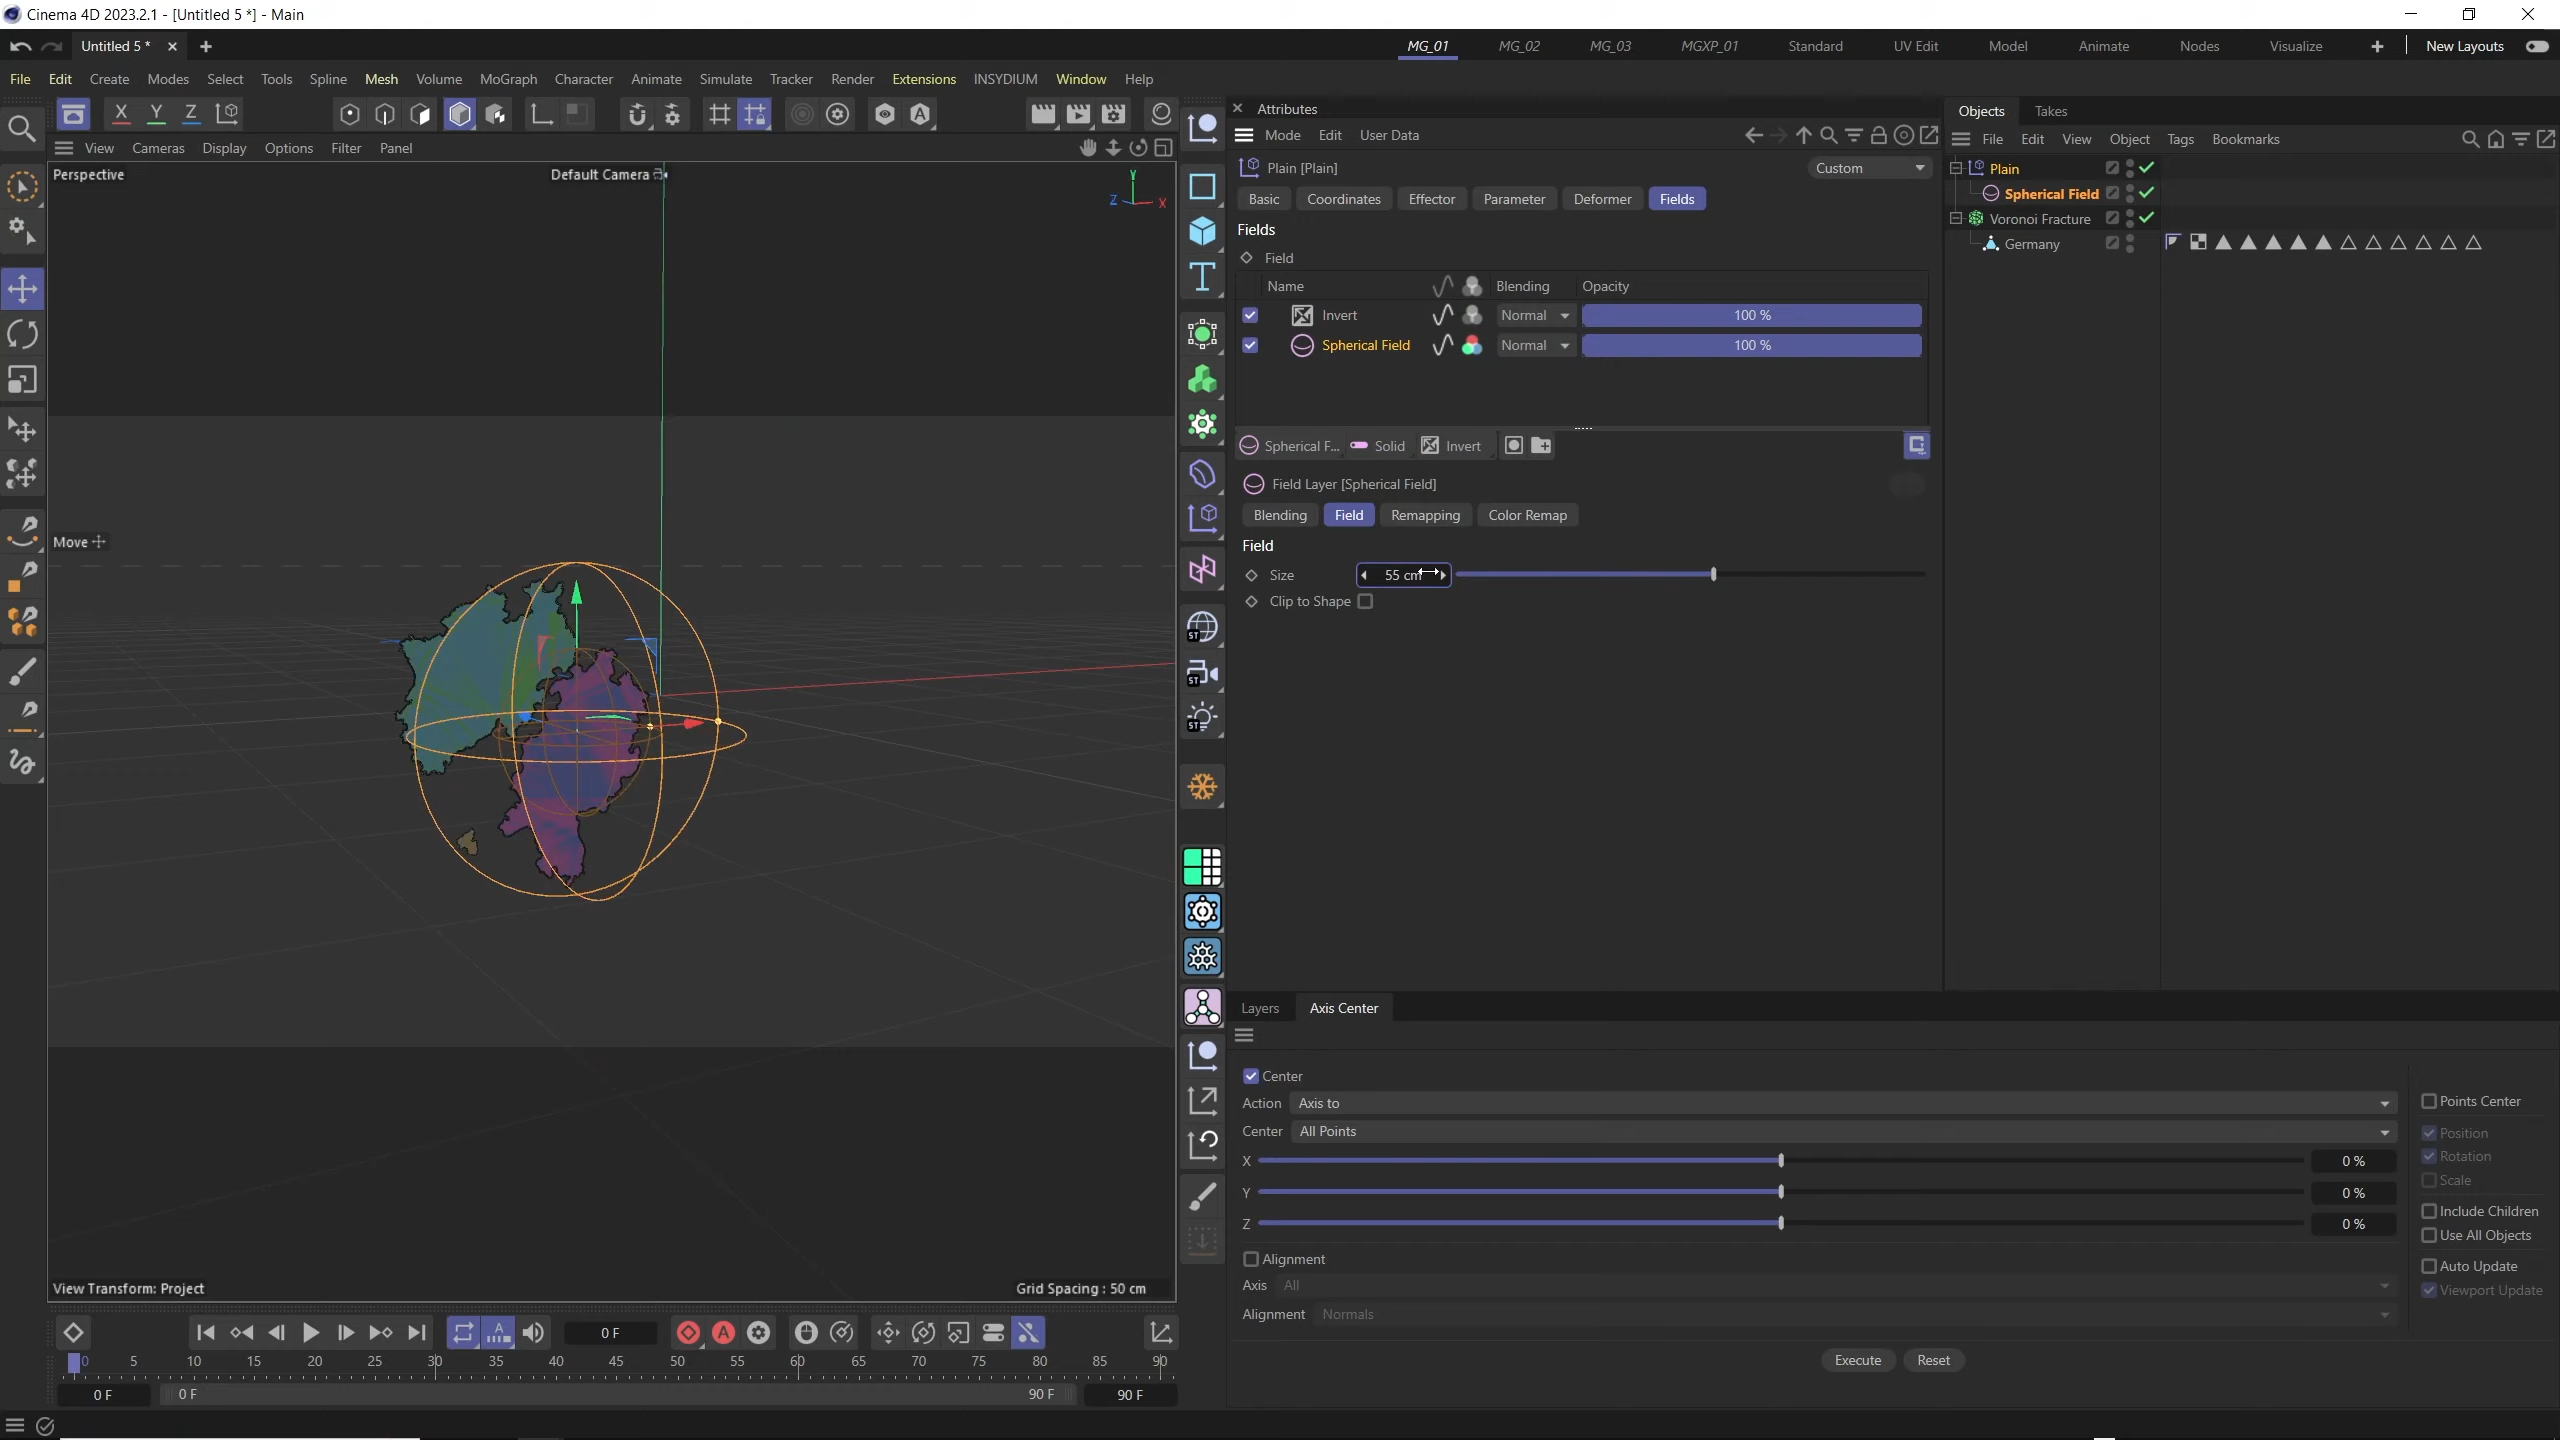 Cinema 4D 2023.2.1 - [Untitled 5 *] - Main
Untitled 5 *
MG_01 MG_02 MG_03 MGXP_01 Standard UV Edit Model Animate Nodes Visualize New Layouts
File Edit Create Modes Select Tools Spline Mesh Volume MoGraph Character Animate Simulate Tracker Render Extensions INSYDIUM Window Help
X Y Z
View Cameras Display Options Filter Panel
Perspective
Default Camera
Y
Z X
Move
View Transform: Project
Grid Spacing : 50 cm
T
ST
ST
ST
Attributes
Mode Edit User Data
Plain [Plain]
Custom
Basic Coordinates Effector Parameter Deformer Fields
Fields
Field
Name Blending Opacity
Invert Normal 100 %
Spherical Field Normal 100 %
Spherical F... Solid Invert
Field Layer [Spherical Field]
Blending Field Remapping Color Remap
Field
Size 55 cm
Clip to Shape
Objects Takes
File Edit View Object Tags Bookmarks
Plain
Spherical Field
Voronoi Fracture
Germany
Layers Axis Center
Center
Action Axis to
Center All Points
X 0 %
Y 0 %
Z 0 %
Alignment
Axis All
Alignment Normals
Points Center
Position
Rotation
Scale
Include Children
Use All Objects
Auto Update
Viewport Update
Execute Reset
A 0 F A
0 5 10 15 20 25 30 35 40 45 50 55 60 65 70 75 80 85 90
0 F 0 F 90 F 90 F